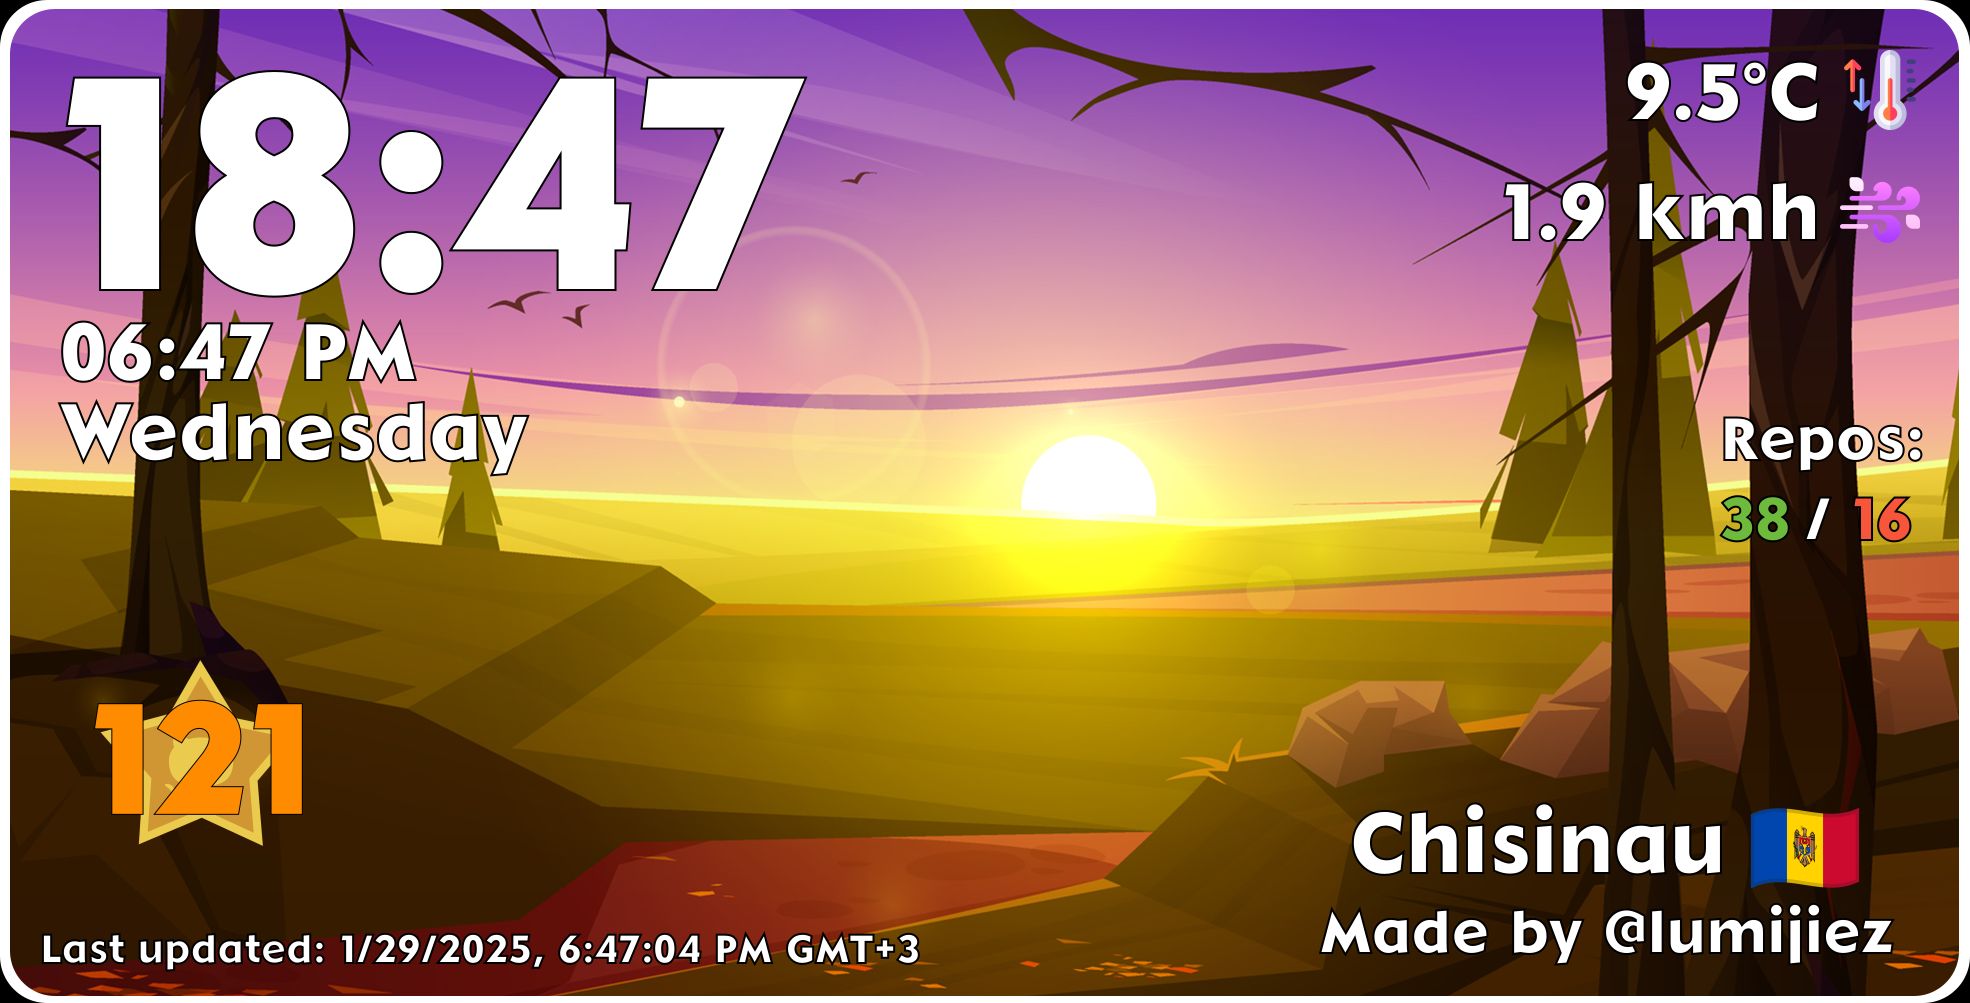 18:47
06:47 PM
Wednesday
9.5°C
1.9 kmh
Repos:
38 / 16
121
Chisinau
Made by @lumijiez
Last updated: 1/29/2025, 6:47:04 PM GMT+3